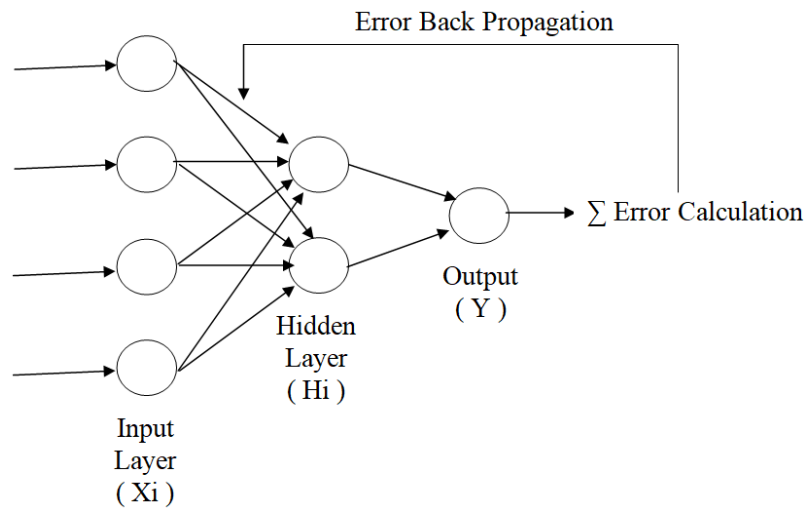 Error Back Propagation
∑ Error Calculation
Output
( Y )
Hidden
Layer
( Hi )
Input
Layer
( Xi )